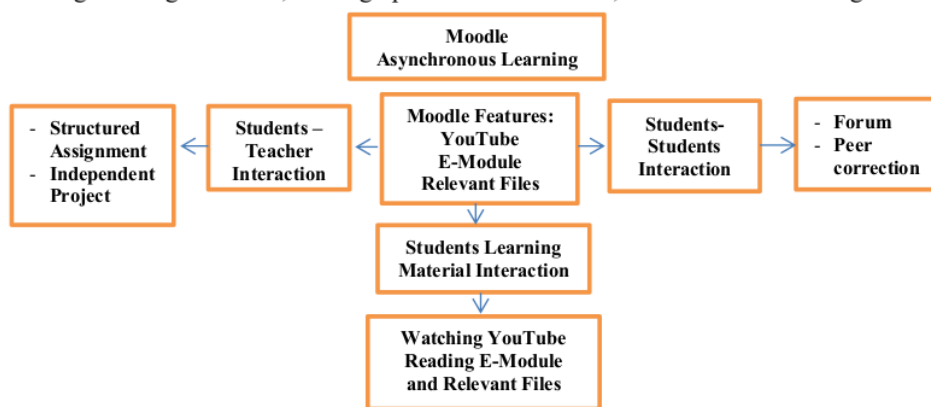 Moodle
Asynchronous Learning
- Structured
Assignment
- Independent
Project
Students –
Teacher
Interaction
Moodle Features:
YouTube
E-Module
Relevant Files
Students-
Students
Interaction
- Forum
- Peer
correction
Students Learning
Material Interaction
Watching YouTube
Reading E-Module
and Relevant Files